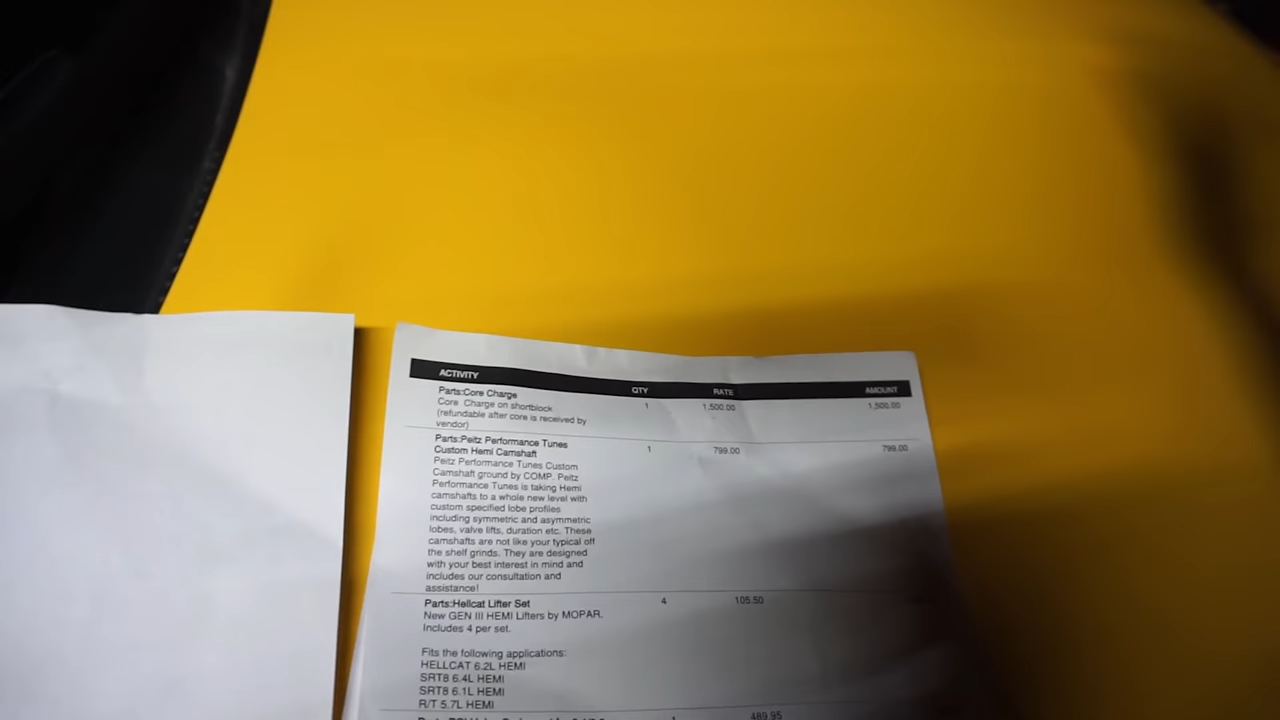 ACTIVITY QTY RATE AMOUNT
Parts:Core Charge 1 1,500.00 1,500.00
Core Charge on shortblock
(refundable after core is received by
vendor)
Parts:Peitz Performance Tunes 1 799.00 799.00
Custom Hemi Camshaft
Peitz Performance Tunes Custom
Camshaft ground by COMP. Peitz
Performance Tunes is taking Hemi
camshafts to a whole new level with
custom specified lobe profiles
including symmetric and asymmetric
lobes, valve lifts, duration etc. These
camshafts are not like your typical off
the shelf grinds. They are designed
with your best interest in mind and
includes our consultation and
assistance!
Parts:Hellcat Lifter Set 4 105.50
New GEN III HEMI Lifters by MOPAR.
Includes 4 per set.
Fits the following applications:
HELLCAT 6.2L HEMI
SRT8 6.4L HEMI
SRT8 6.1L HEMI
R/T 5.7L HEMI
489.95